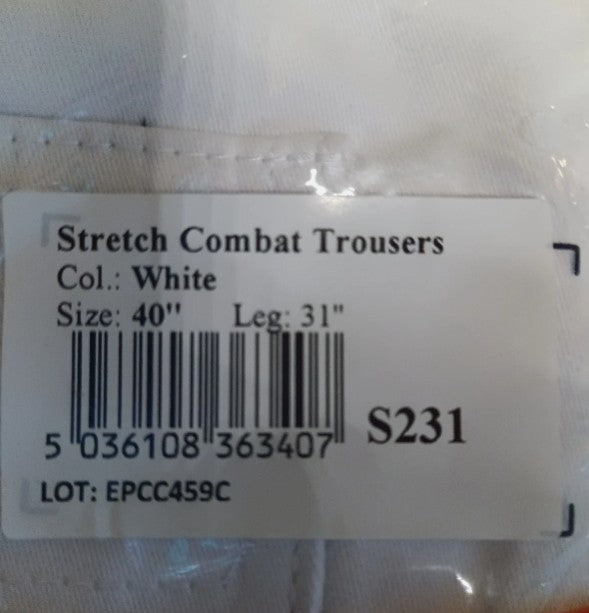 Stretch Combat Trousers
Col.: White
Size: 40" Leg: 31"
5 036108 363407
S231
LOT: EPCC459C